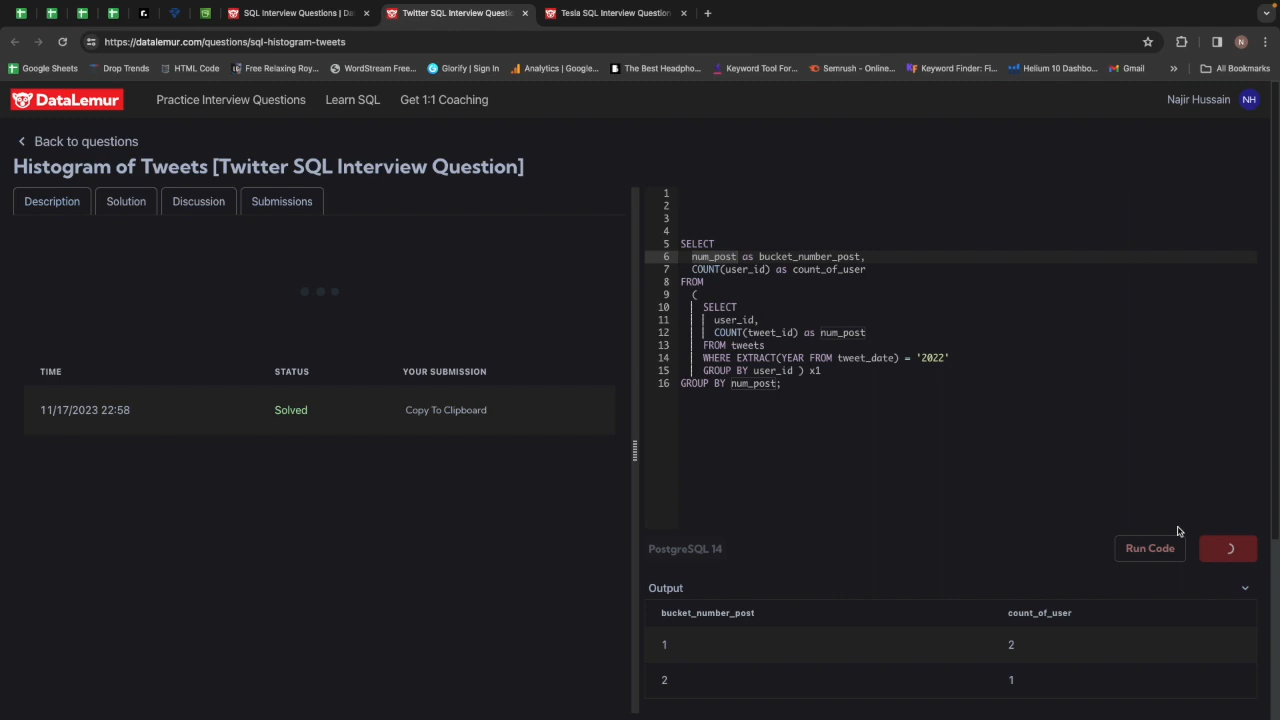 SQL Interview Questions | Da
Twitter SQL Interview Questi
Tesla SQL Interview Question
https://datalemur.com/questions/sql-histogram-tweets
N
Google Sheets
Drop Trends
HTML Code
Free Relaxing Roy...
WordStream Free...
Glorify | Sign In
Analytics | Google...
The Best Headpho...
Keyword Tool For...
Semrush - Online...
Keyword Finder: Fi...
Helium 10 Dashbo...
Gmail
»
All Bookmarks
DataLemur
Practice Interview Questions
Learn SQL
Get 1:1 Coaching
Najir Hussain
NH
Back to questions
Histogram of Tweets [Twitter SQL Interview Question]
Description
Solution
Discussion
Submissions
TIME STATUS YOUR SUBMISSION
11/17/2023 22:58 Solved Copy To Clipboard
1
2
3
4
5 SELECT
6 num_post as bucket_number_post,
7 COUNT(user_id) as count_of_user
8 FROM
9 (
10 SELECT
11 user_id,
12 COUNT(tweet_id) as num_post
13 FROM tweets
14 WHERE EXTRACT(YEAR FROM tweet_date) = '2022'
15 GROUP BY user_id ) x1
16 GROUP BY num_post;
PostgreSQL 14
Run Code
Output
bucket_number_post count_of_user
1 2
2 1